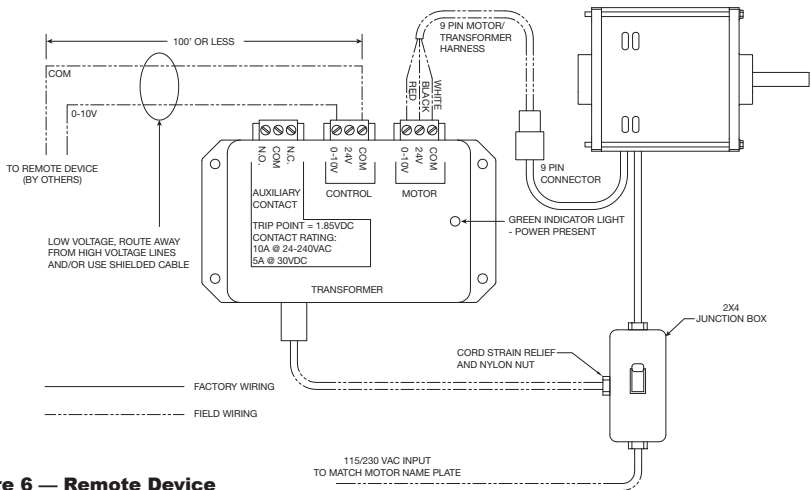 100' OR LESS
COM
0-10V
TO REMOTE DEVICE
(BY OTHERS)
LOW VOLTAGE, ROUTE AWAY
FROM HIGH VOLTAGE LINES
AND/OR USE SHIELDED CABLE
9 PIN MOTOR/
TRANSFORMER
HARNESS
RED
BLACK
WHITE
N.O.
COM
N.C.
0-10V
24V
COM
0-10V
24V
COM
AUXILIARY
CONTACT
CONTROL
MOTOR
TRIP POINT = 1.85VDC
CONTACT RATING:
10A @ 24-240VAC
5A @ 30VDC
TRANSFORMER
9 PIN
CONNECTOR
GREEN INDICATOR LIGHT
- POWER PRESENT
2X4
JUNCTION BOX
CORD STRAIN RELIEF
AND NYLON NUT
FACTORY WIRING
FIELD WIRING
115/230 VAC INPUT
TO MATCH MOTOR NAME PLATE
re 6 — Remote Device